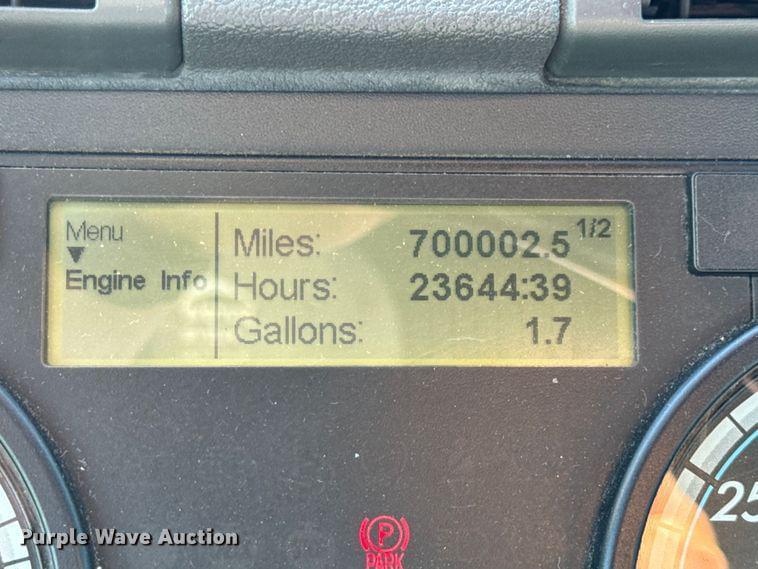 Menu
Engine Info
Miles: 700002.5 1/2
Hours: 23644:39
Gallons: 1.7
P
PARK
25
Purple Wave Auction